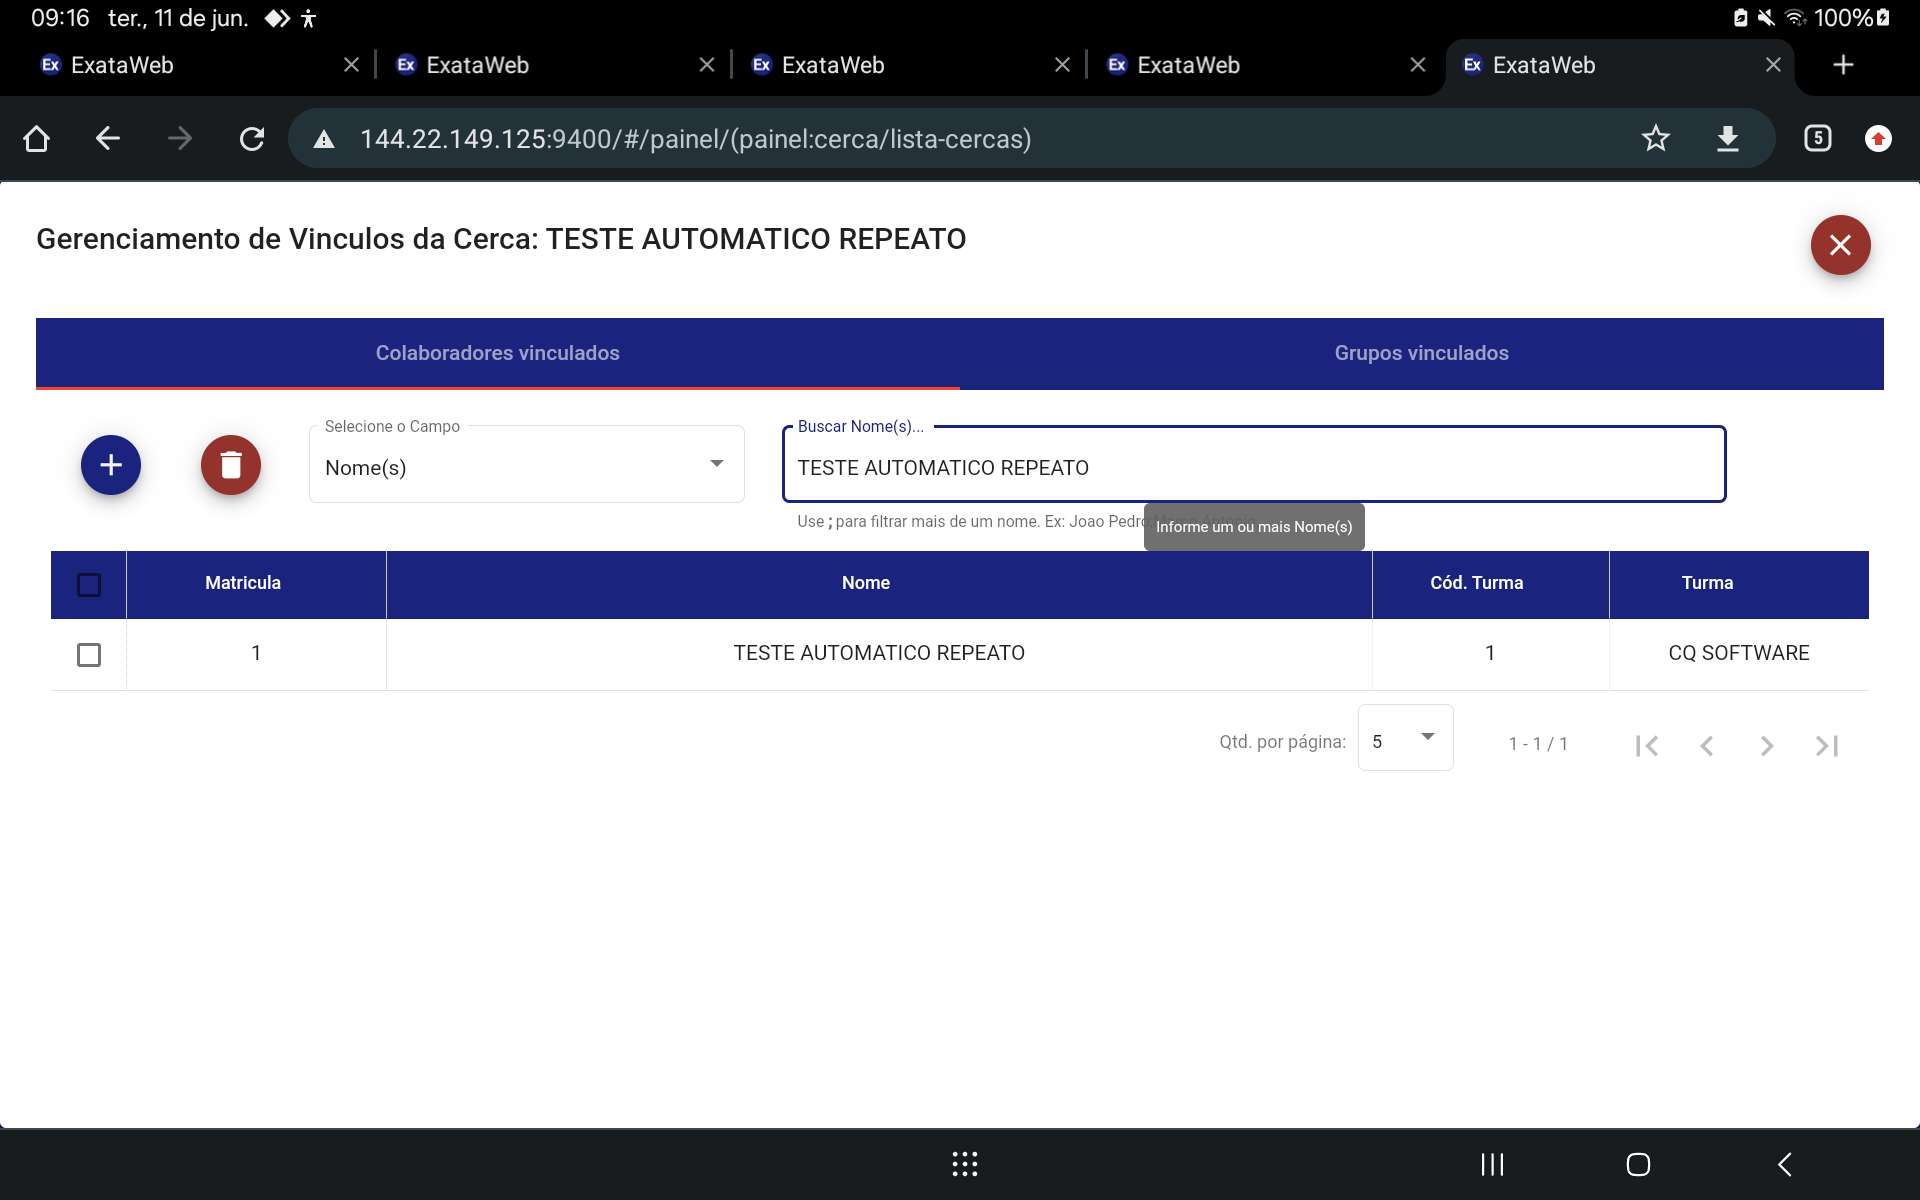 09:16 ter., 11 de jun. 100%
Ex ExataWeb Ex ExataWeb Ex ExataWeb Ex ExataWeb Ex ExataWeb
144.22.149.125:9400/#/painel/(painel:cerca/lista-cercas) 5
Gerenciamento de Vinculos da Cerca: TESTE AUTOMATICO REPEATO
Colaboradores vinculados Grupos vinculados
Selecione o Campo Buscar Nome(s)...
Nome(s) TESTE AUTOMATICO REPEATO
Use ; para filtrar mais de um nome. Ex: Joao Pedro
Informe um ou mais Nome(s)
Matricula Nome Cód. Turma Turma
1 TESTE AUTOMATICO REPEATO 1 CQ SOFTWARE
Qtd. por página: 5 1 - 1 / 1